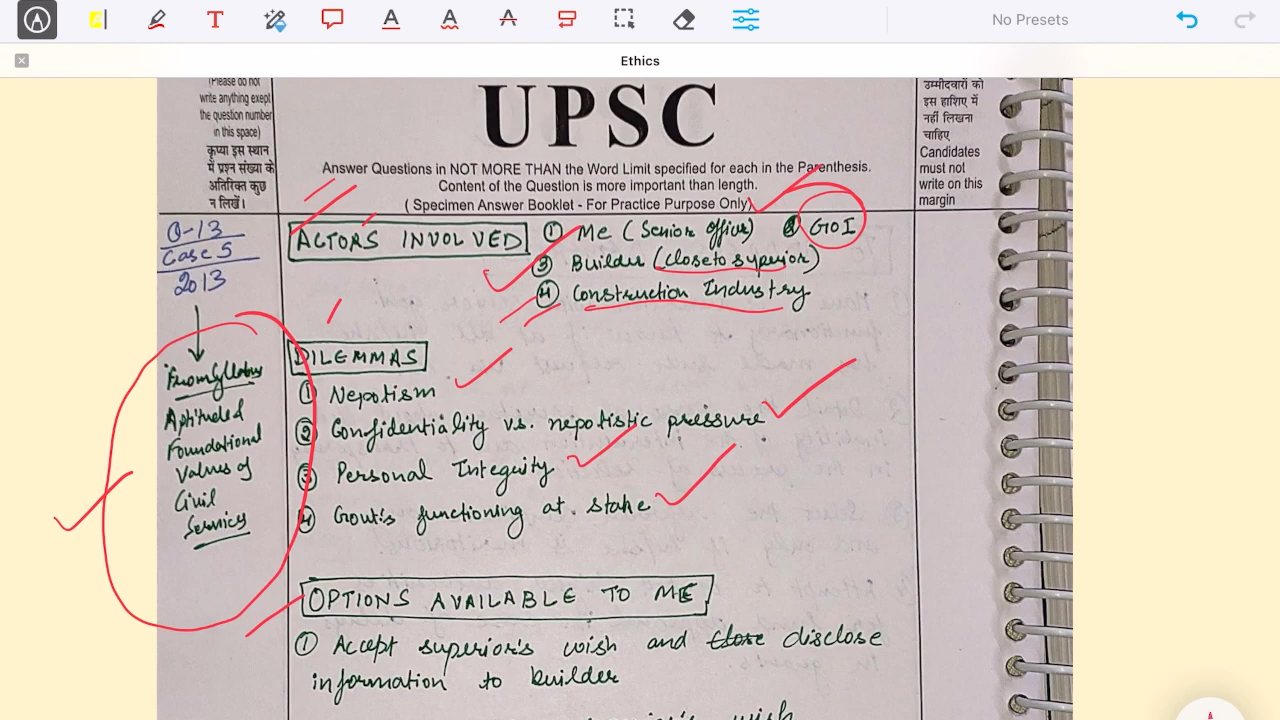 No Presets
Ethics
(Please do not
write anything exept
the question number
in this space)
कृप्या इस स्थान
में प्रश्न संख्या के
अतिरिक्त कुछ
न लिखें।
UPSC
Answer Questions in NOT MORE THAN the Word Limit specified for each in the Parenthesis.
Content of the Question is more important than length.
( Specimen Answer Booklet - For Practice Purpose Only)
उम्मीदवारों को
इस हाशिए में
नहीं लिखना
चाहिए
Candidates
must not
write on this
margin
Q-13
Case 5
2013
From Syllabus
Aptitude &
Foundational
Values of
Civil
Services
ACTORS INVOLVED
① Me (Senior officer) ② GOI
③ Builder (close to superior)
④ Construction Industry
DILEMMAS
① Nepotism
② Confidentiality vs. nepotistic pressure
③ Personal Integrity
④ Govt's functioning at stake
OPTIONS AVAILABLE TO ME
① Accept superior's wish and close disclose
information to builder
wish